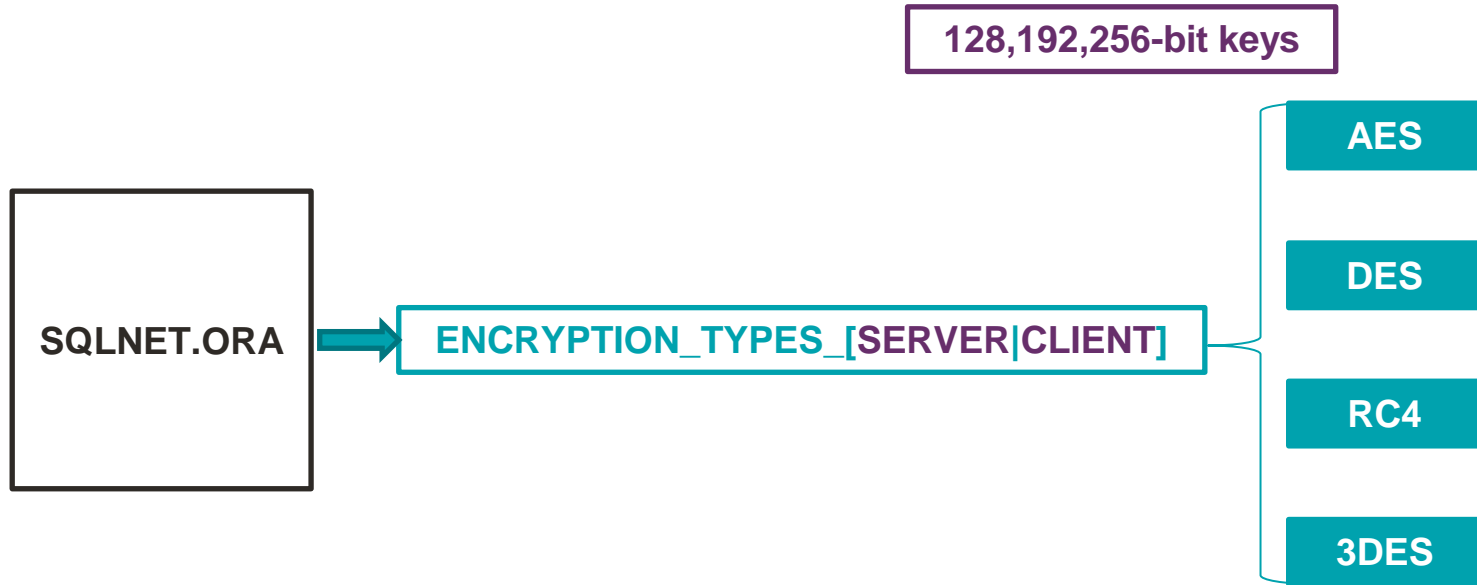 128,192,256-bit keys
AES
DES
SQLNET.ORA
ENCRYPTION_TYPES_[SERVER|CLIENT]
RC4
3DES